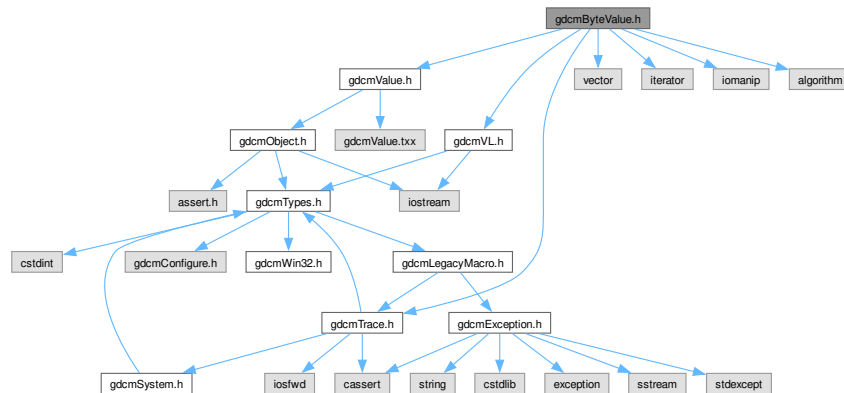 gdcmByteValue.h
gdcmValue.h
vector
iterator
iomanip
algorithm
gdcmObject.h
gdcmValue.txx
gdcmVL.h
assert.h
gdcmTypes.h
iostream
cstdint
gdcmConfigure.h
gdcmWin32.h
gdcmLegacyMacro.h
gdcmTrace.h
gdcmException.h
gdcmSystem.h
iosfwd
cassert
string
cstdlib
exception
sstream
stdexcept